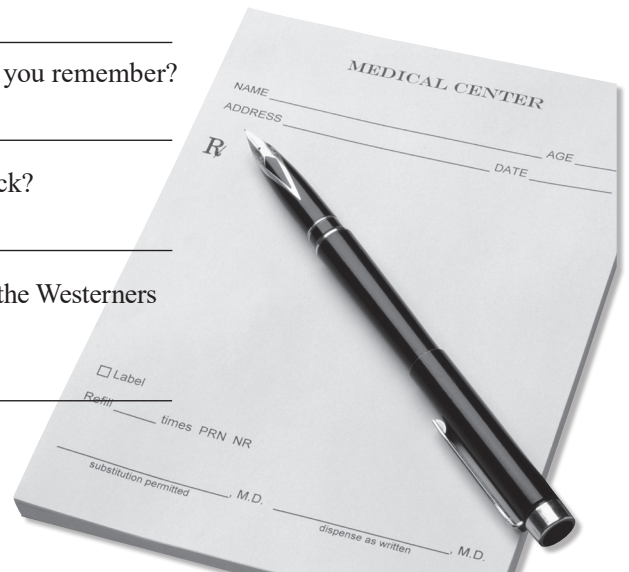 you remember?
ck?
the Westerners
MEDICAL CENTER
NAME
ADDRESS
AGE
DATE
℞
Label
Refill times PRN NR
substitution permitted , M.D.
dispense as written , M.D.